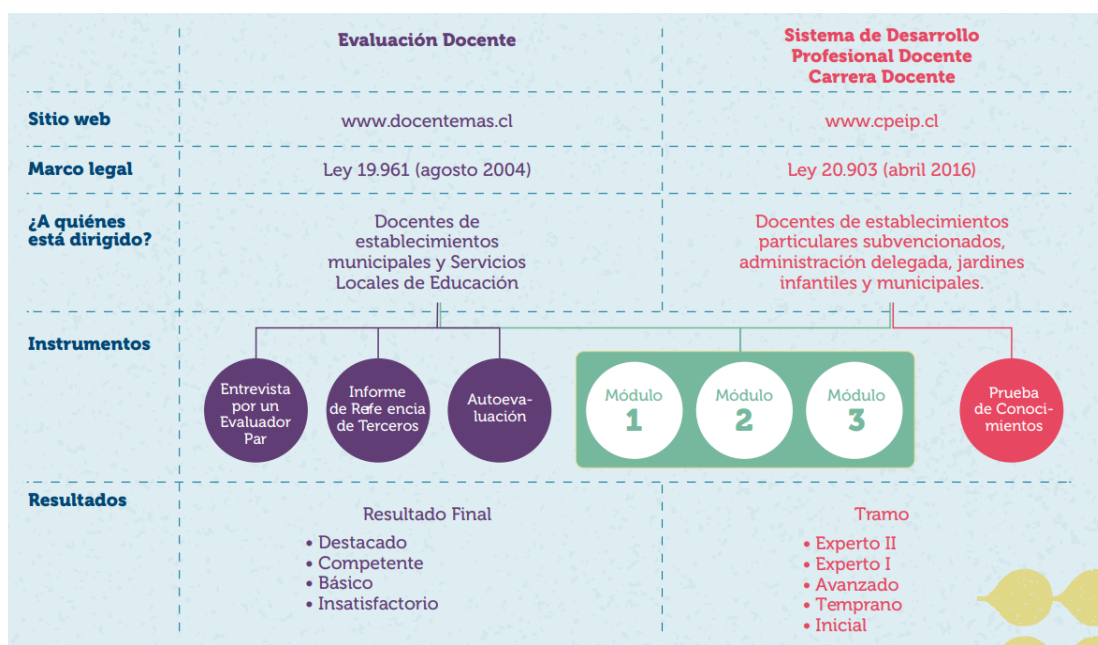 Evaluación Docente
Sistema de Desarrollo
Profesional Docente
Carrera Docente
Sitio web
www.docentemas.cl
www.cpeip.cl
Marco legal
Ley 19.961 (agosto 2004)
Ley 20.903 (abril 2016)
¿A quiénes
está dirigido?
Docentes de
establecimientos
municipales y Servicios
Locales de Educación
Docentes de establecimientos
particulares subvencionados,
administración delegada, jardines
infantiles y municipales.
Instrumentos
Entrevista
por un
Evaluador
Par
Informe
de Refe encia
de Terceros
Autoeva-
luación
Módulo
1
Módulo
2
Módulo
3
Prueba
de Conoci-
mientos
Resultados
Resultado Final
• Destacado
• Competente
• Básico
• Insatisfactorio
Tramo
• Experto II
• Experto I
• Avanzado
• Temprano
• Inicial